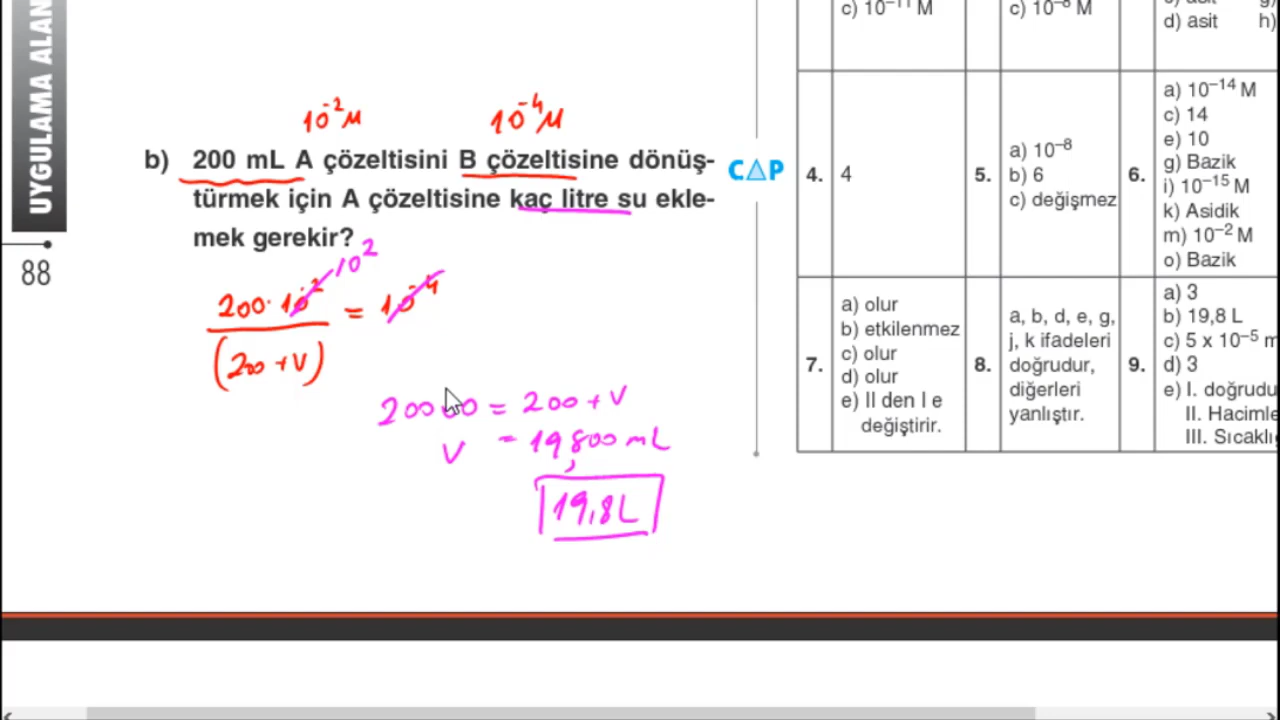 UYGULAMA ALAN
88
10⁻² M 10⁻⁴ M
b) 200 mL A çözeltisini B çözeltisine dönüş-
türmek için A çözeltisine kaç litre su ekle-
mek gerekir?
10²
200 · 10⁻² = 10⁻⁴
(200 + V)
20000 = 200 + V
V = 19,800 mL
19,8L
CAP
c) 10⁻¹¹ M
c) 10⁻⁸ M
d) asit h)
4. 4
5. a) 10⁻⁸
b) 6
c) değişmez
6. a) 10⁻¹⁴ M
c) 14
e) 10
g) Bazik
i) 10⁻¹⁵ M
k) Asidik
m) 10⁻² M
o) Bazik
7. a) olur
b) etkilenmez
c) olur
d) olur
e) II den I e
değiştirir.
8. a, b, d, e, g,
j, k ifadeleri
doğrudur,
diğerleri
yanlıştır.
9. a) 3
b) 19,8 L
c) 5 x 10⁻⁵ m
d) 3
e) I. doğrudu
II. Hacimle
III. Sıcaklı